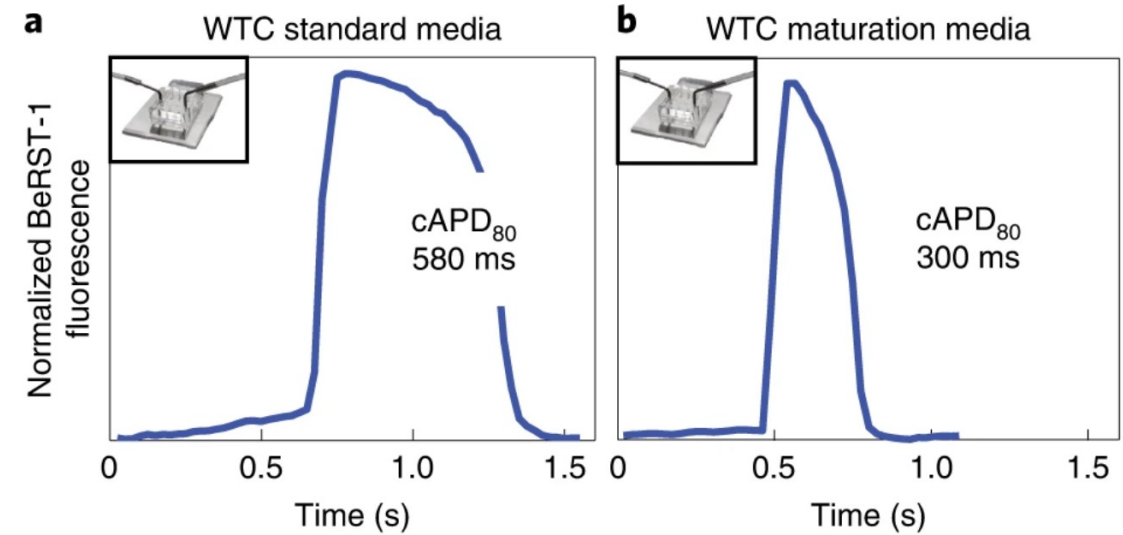 a
WTC standard media
b
WTC maturation media
Normalized BeRST-1
fluorescence
cAPD80
580 ms
0
0.5
1.0
1.5
Time (s)
cAPD80
300 ms
0
0.5
1.0
1.5
Time (s)